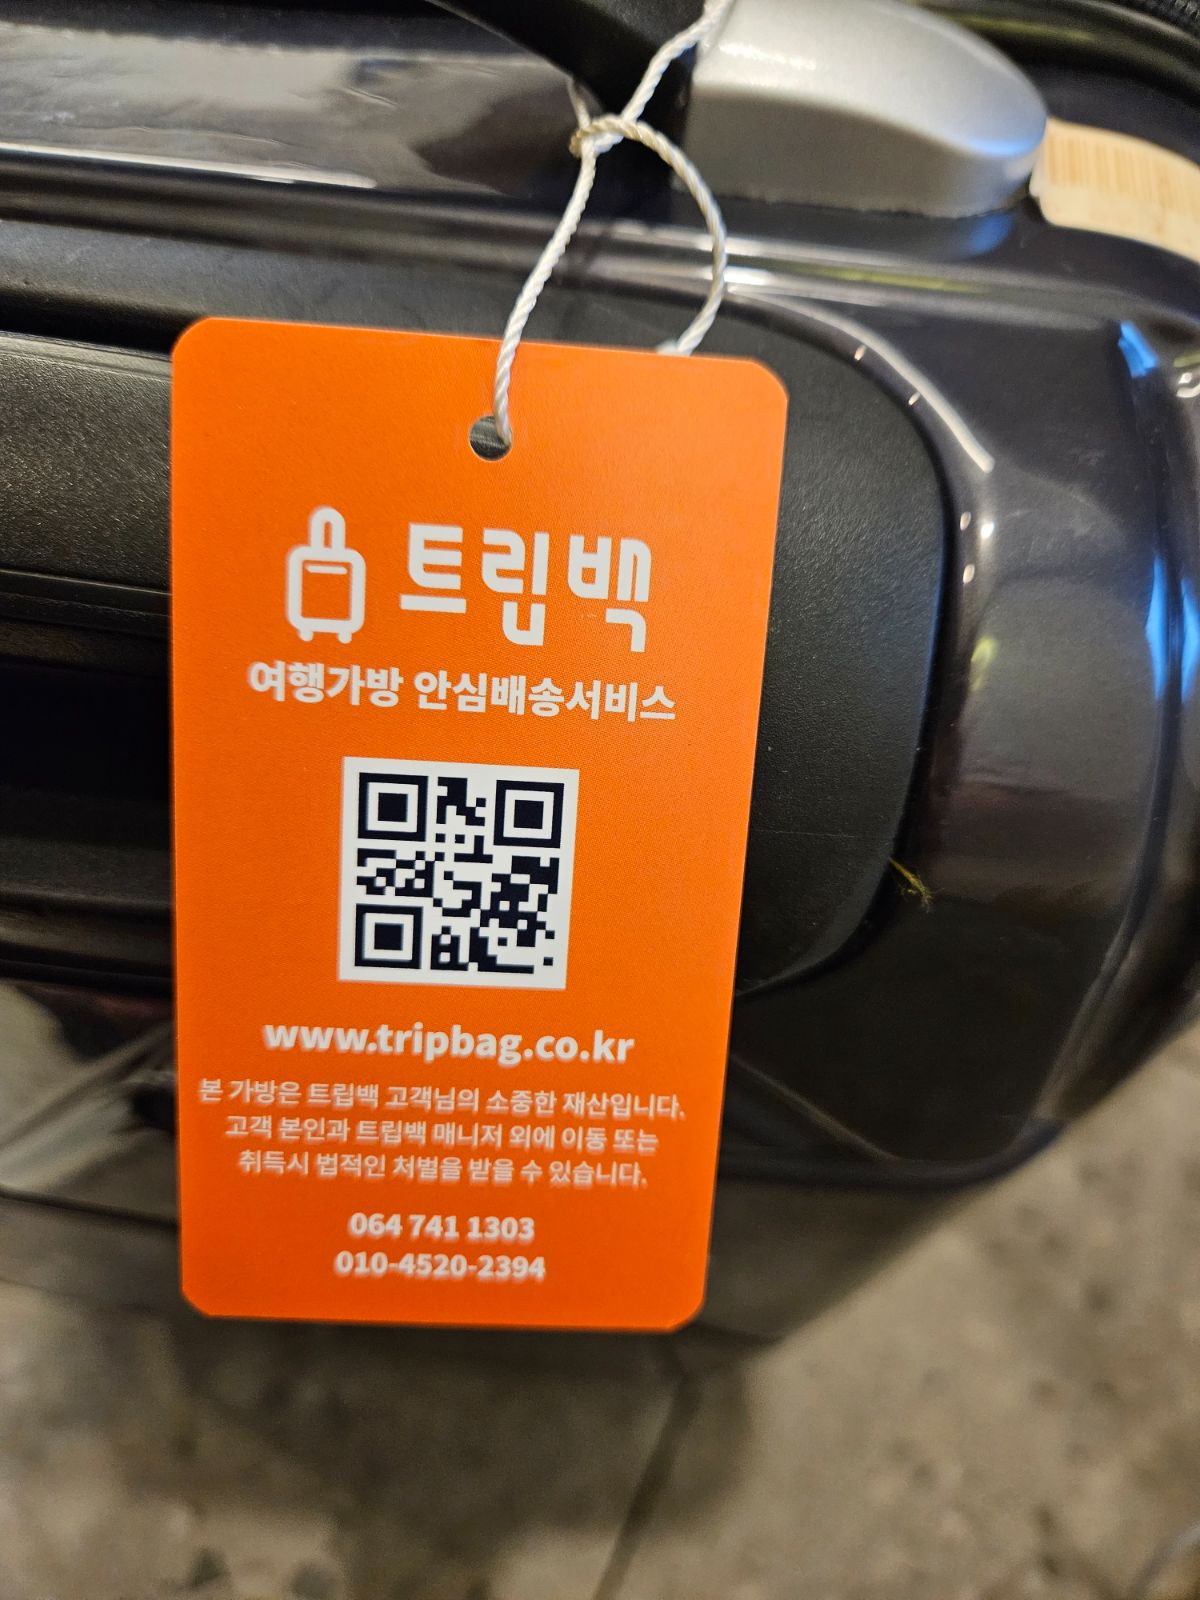 트립백
여행가방 안심배송서비스
www.tripbag.co.kr
본 가방은 트립백 고객님의 소중한 재산입니다.
고객 본인과 트립백 매니저 외에 이동 또는
취득시 법적인 처벌을 받을 수 있습니다.
064 741 1303
010-4520-2394